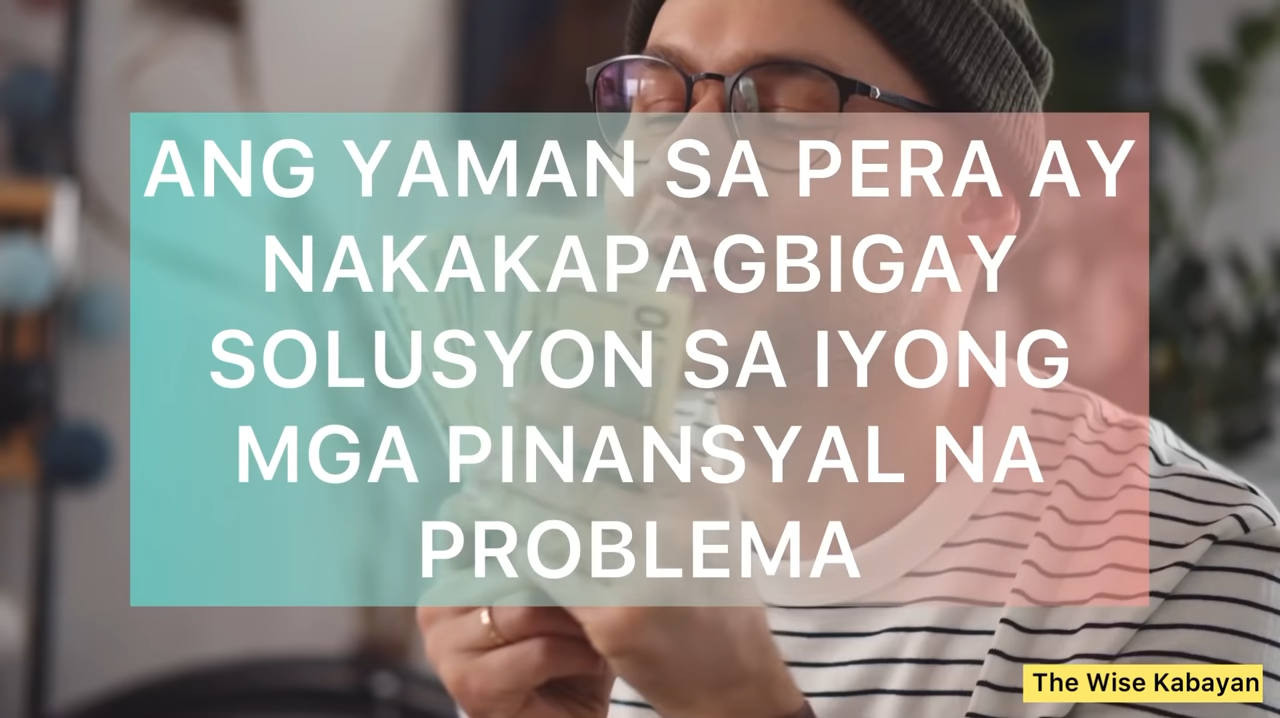 ANG YAMAN SA PERA AY
NAKAKAPAGBIGAY
SOLUSYON SA IYONG
MGA PINANSYAL NA
PROBLEMA
The Wise Kabayan